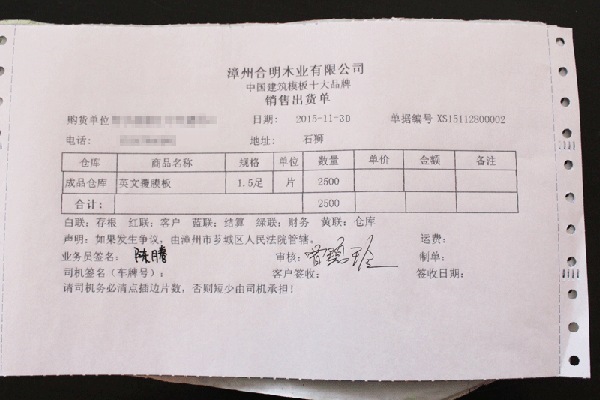 漳州合明木业有限公司
中国建筑模板十大品牌
销售出货单
购货单位 日期: 2015-11-30 单据编号 XS15112800002
电话: 地址: 石狮
仓库 商品名称 规格 单位 数量 单价 金额 备注
成品仓库 英文覆膜板 1.5足 片 2500
合计: 2500
白联: 存根 红联: 客户 蓝联: 结算 绿联: 财务 黄联: 仓库
声明: 如果发生争议, 由漳州市芗城区人民法院管辖。 运费:
业务员签名: 审核: 制单:
司机签名(车牌号): 客户签收: 签收日期:
请司机务必清点插边片数, 否则短少由司机承担!